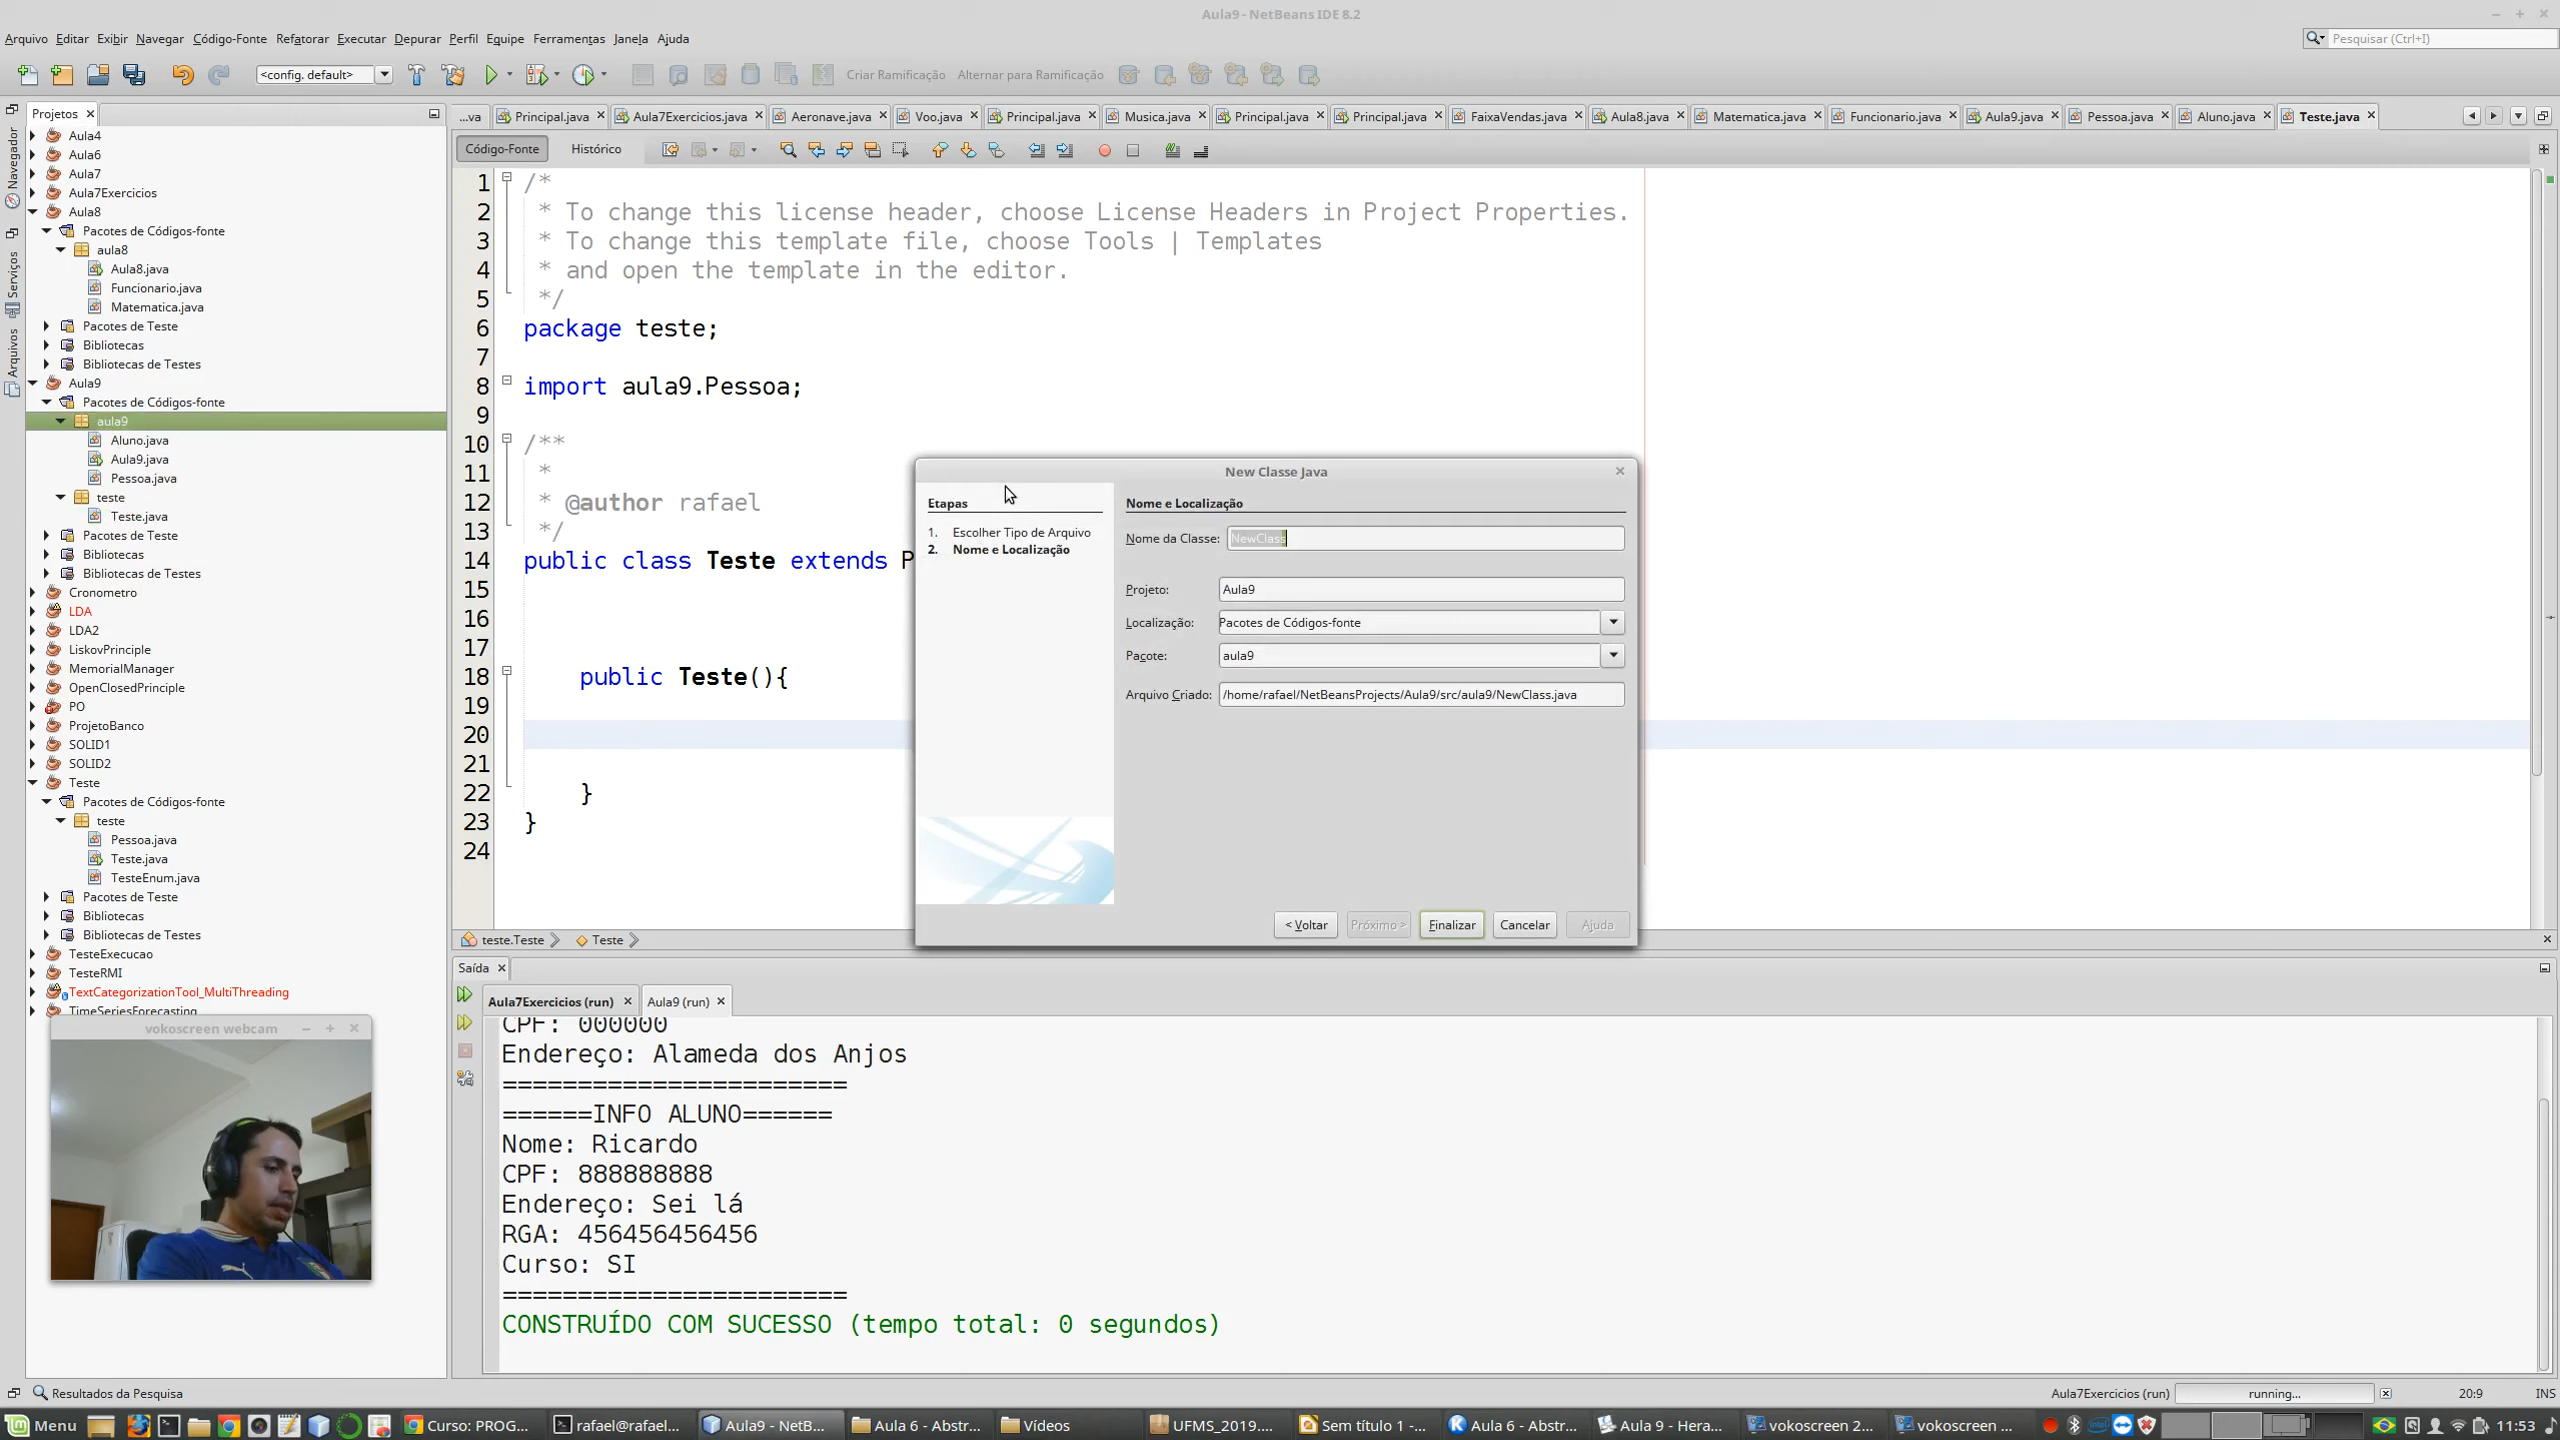 Aula9 - NetBeans IDE 8.2
Arquivo Editar Exibir Navegar Código-Fonte Refatorar Executar Depurar Perfil Equipe Ferramentas Janela Ajuda
Pesquisar (Ctrl+I)
<config. default>
Criar Ramificação Alternar para Ramificação
Projetos
...va Principal.java Aula7Exercicios.java Aeronave.java Voo.java Principal.java Musica.java Principal.java Principal.java FaixaVendas.java Aula8.java Matematica.java Funcionario.java Aula9.java Pessoa.java Aluno.java Teste.java
Código-Fonte Histórico
Navegador
Serviços
Arquivos
Aula4
Aula6
Aula7
Aula7Exercicios
Aula8
Pacotes de Códigos-fonte
aula8
Aula8.java
Funcionario.java
Matematica.java
Pacotes de Teste
Bibliotecas
Bibliotecas de Testes
Aula9
Pacotes de Códigos-fonte
aula9
Aluno.java
Aula9.java
Pessoa.java
teste
Teste.java
Pacotes de Teste
Bibliotecas
Bibliotecas de Testes
Cronometro
LDA
LDA2
LiskovPrinciple
MemorialManager
OpenClosedPrinciple
PO
ProjetoBanco
SOLID1
SOLID2
Teste
Pacotes de Códigos-fonte
teste
Pessoa.java
Teste.java
TesteEnum.java
Pacotes de Teste
Bibliotecas
Bibliotecas de Testes
TesteExecucao
TesteRMI
TextCategorizationTool_MultiThreading
TimeSeriesForecasting
1 /*
2 * To change this license header, choose License Headers in Project Properties.
3 * To change this template file, choose Tools | Templates
4 * and open the template in the editor.
5 */
6 package teste;
7
8 import aula9.Pessoa;
9
10 /**
11 *
12 * @author rafael
13 */
14 public class Teste extends P
15
16
17
18 public Teste(){
19
20
21
22 }
23 }
24
New Classe Java
Etapas
1. Escolher Tipo de Arquivo
2. Nome e Localização
Nome e Localização
Nome da Classe: NewClass
Projeto: Aula9
Localização: Pacotes de Códigos-fonte
Pacote: aula9
Arquivo Criado: /home/rafael/NetBeansProjects/Aula9/src/aula9/NewClass.java
< Voltar Próximo > Finalizar Cancelar Ajuda
teste.Teste Teste
Saída
Aula7Exercicios (run) Aula9 (run)
CPF: 000000
Endereço: Alameda dos Anjos
=======================
======INFO ALUNO======
Nome: Ricardo
CPF: 888888888
Endereço: Sei lá
RGA: 456456456456
Curso: SI
=======================
CONSTRUÍDO COM SUCESSO (tempo total: 0 segundos)
vokoscreen webcam
Resultados da Pesquisa
Aula7Exercicios (run) running... 20:9 INS
Menu Curso: PROG... rafael@rafael... Aula9 - NetB... Aula 6 - Abstr... Vídeos UFMS_2019.... Sem título 1 -... Aula 6 - Abstr... Aula 9 - Hera... vokoscreen 2... vokoscreen ... 11:53